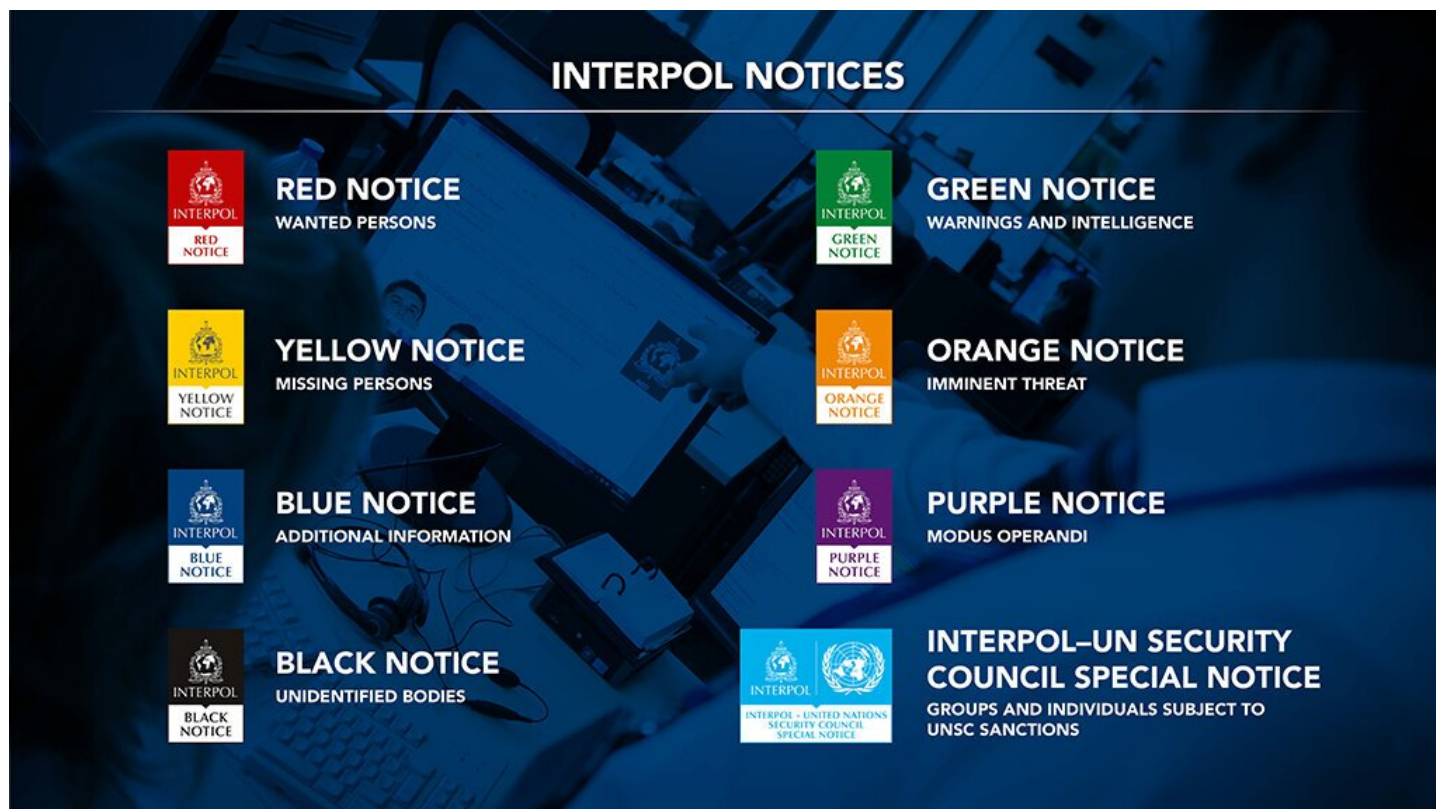 INTERPOL NOTICES
INTERPOL
RED
NOTICE
RED NOTICE
WANTED PERSONS
INTERPOL
GREEN
NOTICE
GREEN NOTICE
WARNINGS AND INTELLIGENCE
INTERPOL
YELLOW
NOTICE
YELLOW NOTICE
MISSING PERSONS
INTERPOL
ORANGE
NOTICE
ORANGE NOTICE
IMMINENT THREAT
INTERPOL
BLUE
NOTICE
BLUE NOTICE
ADDITIONAL INFORMATION
INTERPOL
PURPLE
NOTICE
PURPLE NOTICE
MODUS OPERANDI
INTERPOL
BLACK
NOTICE
BLACK NOTICE
UNIDENTIFIED BODIES
INTERPOL
INTERPOL - UNITED NATIONS
SECURITY COUNCIL
SPECIAL NOTICE
INTERPOL–UN SECURITY
COUNCIL SPECIAL NOTICE
GROUPS AND INDIVIDUALS SUBJECT TO
UNSC SANCTIONS